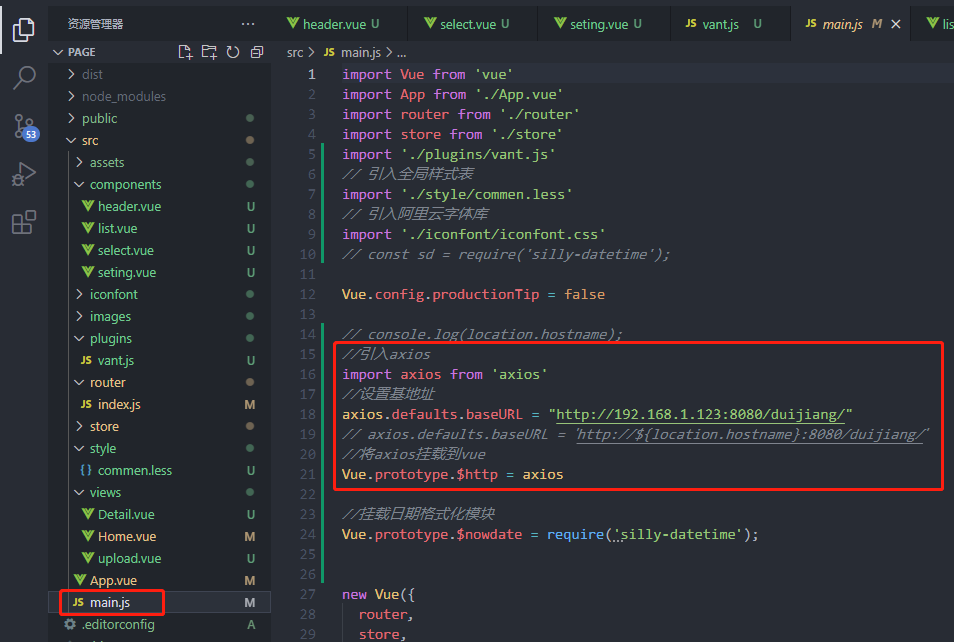 资源管理器 ...
header.vue U select.vue U seting.vue U JS vant.js U JS main.js M lis
PAGE
src > JS main.js > ...
dist
node_modules
public
src
assets
components
header.vue U
list.vue U
select.vue U
seting.vue U
iconfont
images
plugins
JS vant.js U
router
JS index.js M
store
style
{} commen.less U
views
Detail.vue U
Home.vue M
upload.vue U
App.vue M
JS main.js M
.editorconfig A
53
1 import Vue from 'vue'
2 import App from './App.vue'
3 import router from './router'
4 import store from './store'
5 import './plugins/vant.js'
6 // 引入全局样式表
7 import './style/commen.less'
8 // 引入阿里云字体库
9 import './iconfont/iconfont.css'
10 // const sd = require('silly-datetime');
11
12 Vue.config.productionTip = false
13
14 // console.log(location.hostname);
15 //引入axios
16 import axios from 'axios'
17 //设置基地址
18 axios.defaults.baseURL = "http://192.168.1.123:8080/duijiang/"
19 // axios.defaults.baseURL = `http://${location.hostname}:8080/duijiang/`
20 //将axios挂载到vue
21 Vue.prototype.$http = axios
22
23 //挂载日期格式化模块
24 Vue.prototype.$nowdate = require('silly-datetime');
25
26
27 new Vue({
28 router,
29 store,